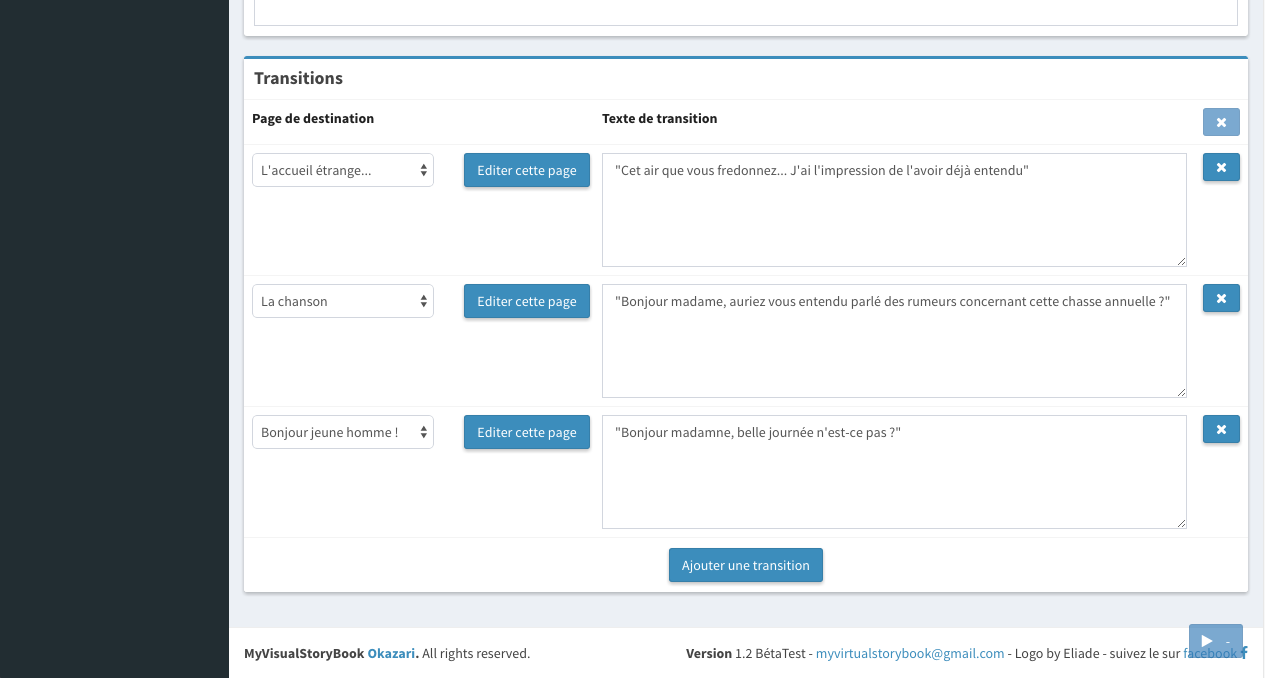 Transitions
Page de destination Texte de transition
L'accueil étrange... Editer cette page "Cet air que vous fredonnez... J'ai l'impression de l'avoir déjà entendu"
La chanson Editer cette page "Bonjour madame, auriez vous entendu parlé des rumeurs concernant cette chasse annuelle ?"
Bonjour jeune homme ! Editer cette page "Bonjour madamne, belle journée n'est-ce pas ?"
Ajouter une transition
MyVisualStoryBook Okazari. All rights reserved. Version 1.2 BétaTest - myvirtualstorybook@gmail.com - Logo by Eliade - suivez le sur facebook